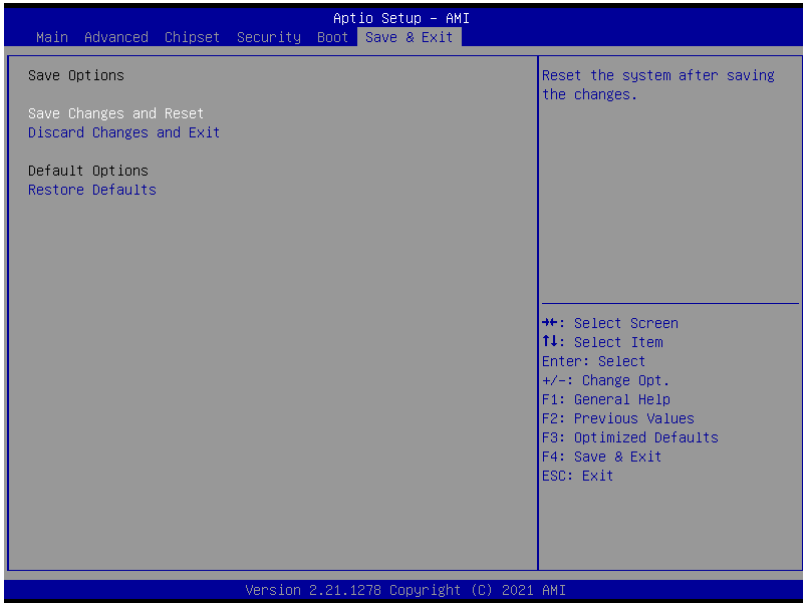 Aptio Setup – AMI
Main Advanced Chipset Security Boot Save & Exit
Save Options
Save Changes and Reset
Discard Changes and Exit
Default Options
Restore Defaults
Reset the system after saving
the changes.
→←: Select Screen
↑↓: Select Item
Enter: Select
+/-: Change Opt.
F1: General Help
F2: Previous Values
F3: Optimized Defaults
F4: Save & Exit
ESC: Exit
Version 2.21.1278 Copyright (C) 2021 AMI